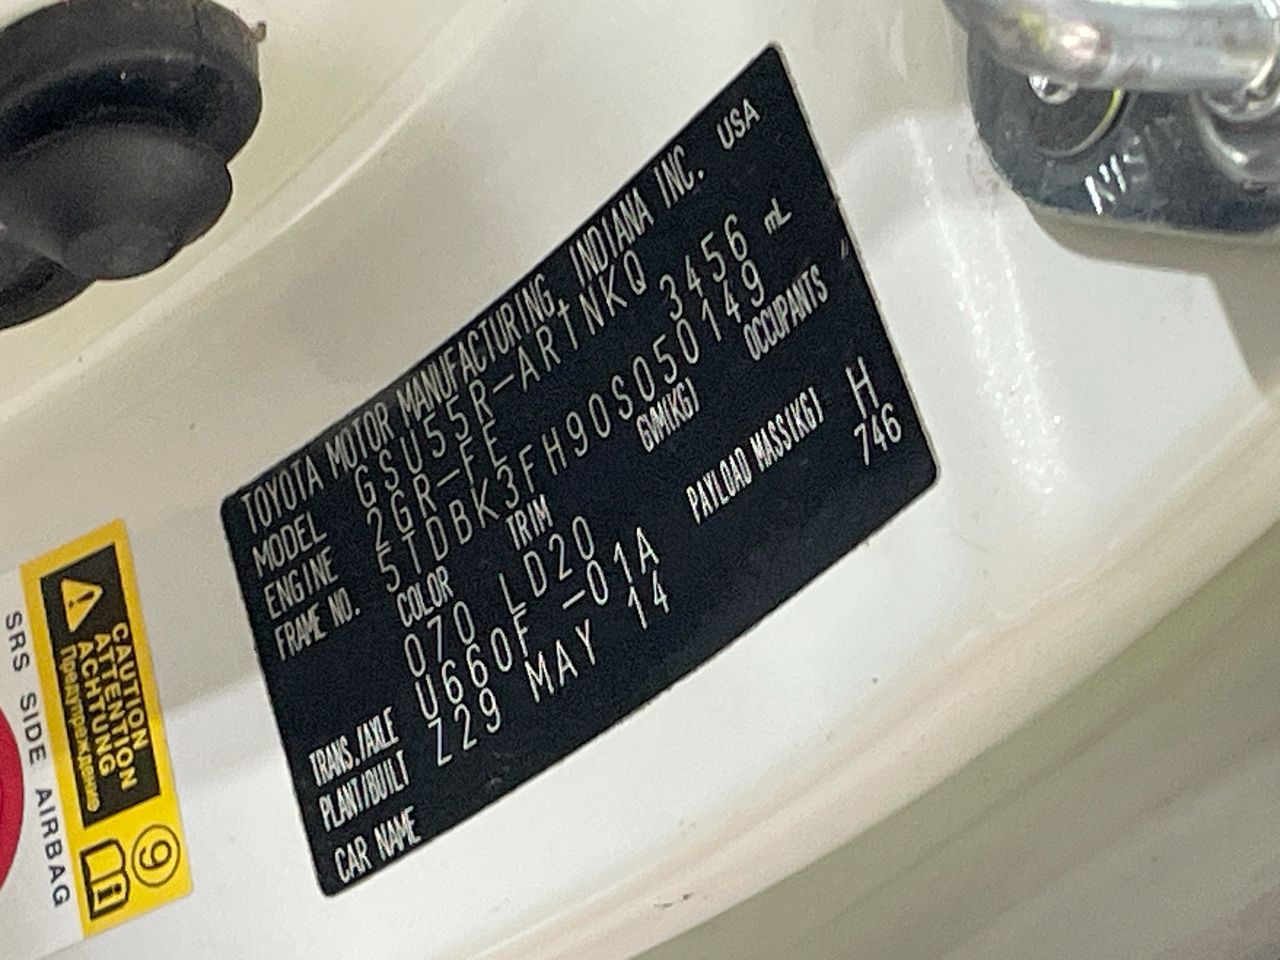 TOYOTA MOTOR MANUFACTURING, INDIANA INC. USA
MODEL GSU55R-ARTNKQ
ENGINE 2GR-FE 3456 mL
FRAME NO. 5TDBK3FH90S050149
COLOR TRIM GVM(KG) OCCUPANTS
070 LD20
TRANS./AXLE U660F -01A PAYLOAD MASS(KG) H
PLANT/BUILT Z29 MAY 14 746
CAR NAME
CAUTION
ATTENTION
ACHTUNG
Предупреждение
9
SRS SIDE AIRBAG